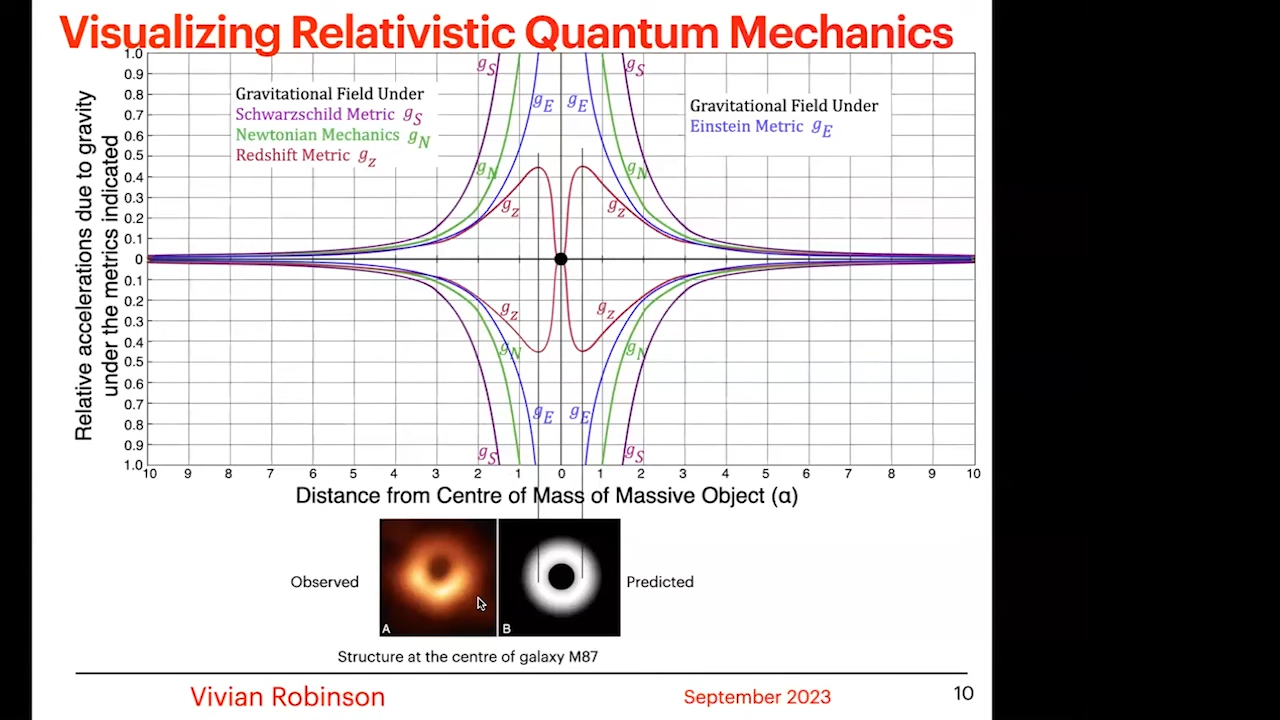 Visualizing Relativistic Quantum Mechanics
Relative accelerations due to gravity
under the metrics indicated
1.0
0.9
0.8
0.7
0.6
0.5
0.4
0.3
0.2
0.1
0
0.1
0.2
0.3
0.4
0.5
0.6
0.7
0.8
0.9
1.0
Gravitational Field Under
Schwarzschild Metric gS
Newtonian Mechanics gN
Redshift Metric gz
Gravitational Field Under
Einstein Metric gE
gS gS
gE gE
gN gN
gz gz
gz gz
gN gN
gE gE
gS gS
10 9 8 7 6 5 4 3 2 1 0 1 2 3 4 5 6 7 8 9 10
Distance from Centre of Mass of Massive Object (α)
Observed
A
B
Predicted
Structure at the centre of galaxy M87
Vivian Robinson
September 2023
10